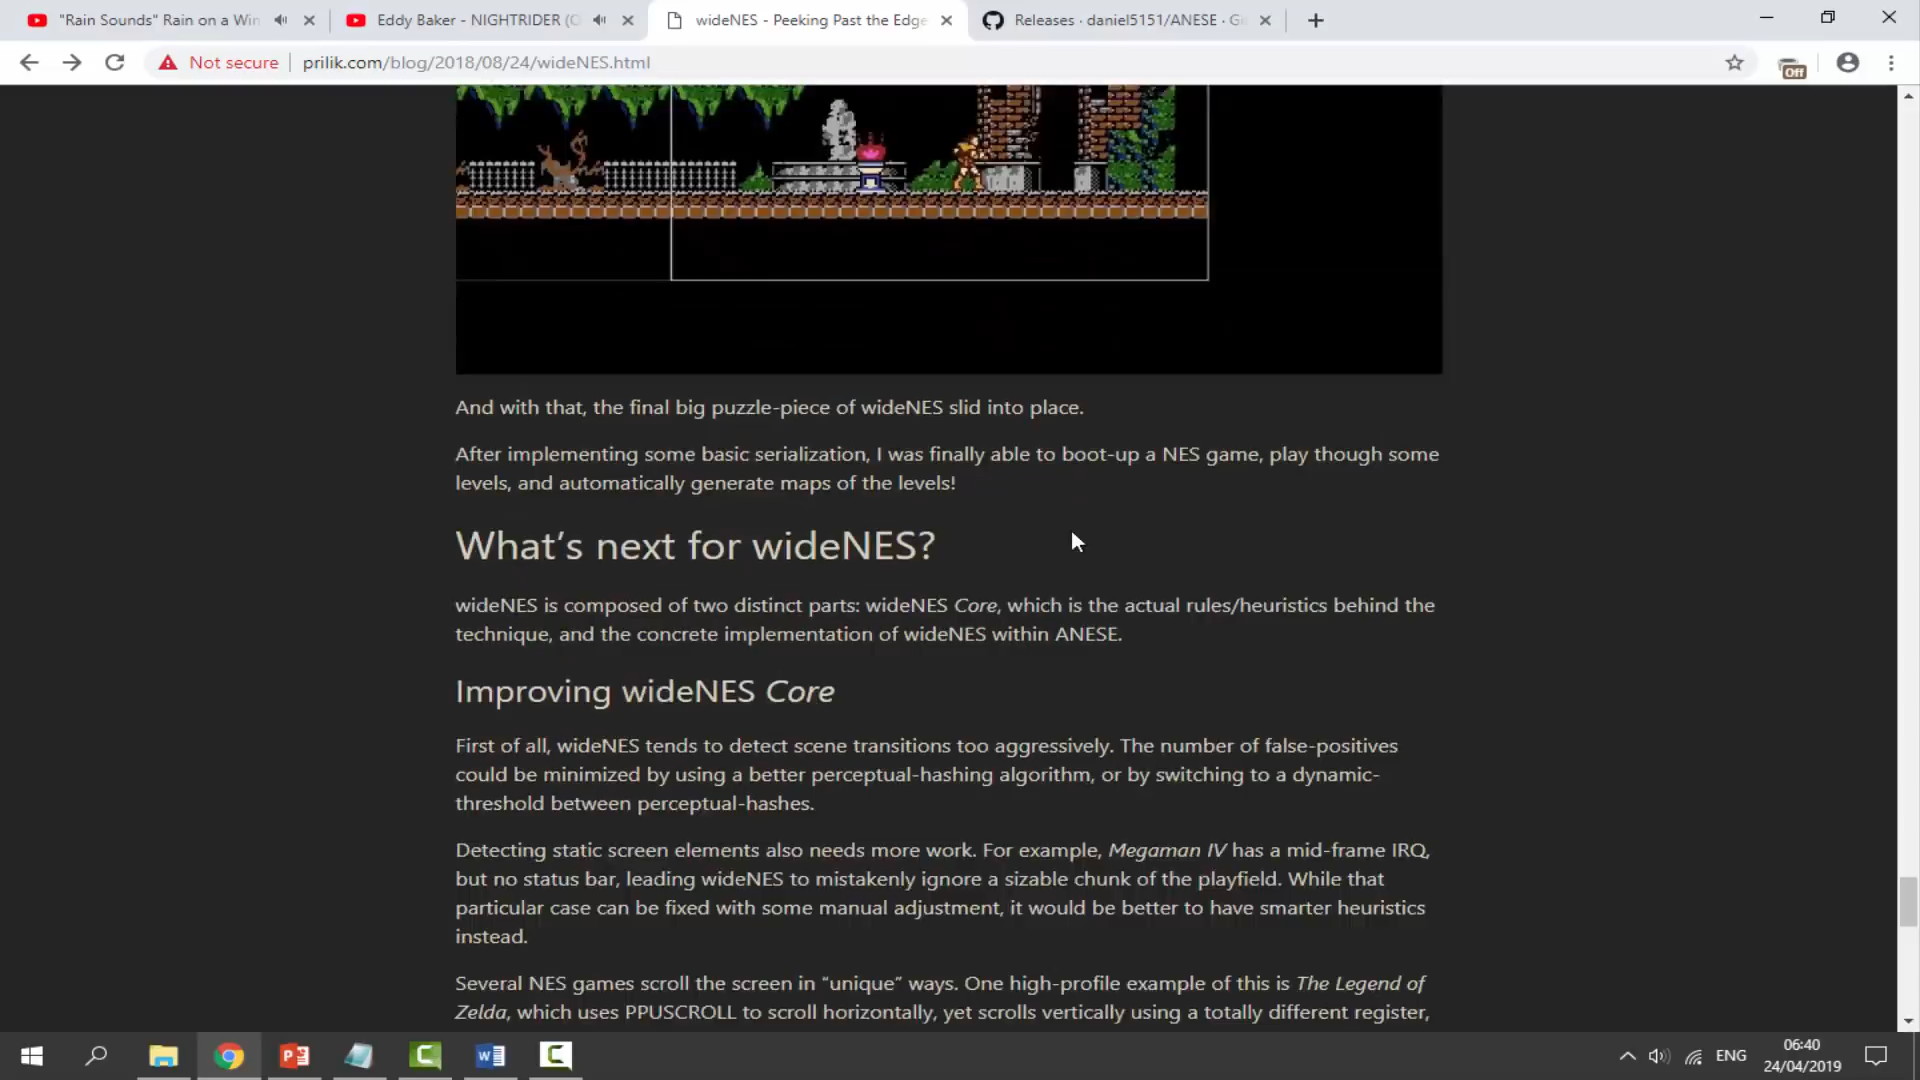 "Rain Sounds" Rain on a Win
Eddy Baker - NIGHTRIDER (O
wideNES - Peeking Past the Edge
Releases · daniel5151/ANESE · Gi
Not secure
prilik.com/blog/2018/08/24/wideNES.html
Off
And with that, the final big puzzle-piece of wideNES slid into place.
After implementing some basic serialization, I was finally able to boot-up a NES game, play though some
levels, and automatically generate maps of the levels!
What's next for wideNES?
wideNES is composed of two distinct parts: wideNES Core, which is the actual rules/heuristics behind the
technique, and the concrete implementation of wideNES within ANESE.
Improving wideNES Core
First of all, wideNES tends to detect scene transitions too aggressively. The number of false-positives
could be minimized by using a better perceptual-hashing algorithm, or by switching to a dynamic-
threshold between perceptual-hashes.
Detecting static screen elements also needs more work. For example, Megaman IV has a mid-frame IRQ,
but no status bar, leading wideNES to mistakenly ignore a sizable chunk of the playfield. While that
particular case can be fixed with some manual adjustment, it would be better to have smarter heuristics
instead.
Several NES games scroll the screen in “unique” ways. One high-profile example of this is The Legend of
Zelda, which uses PPUSCROLL to scroll horizontally, yet scrolls vertically using a totally different register,
ENG
06:40
24/04/2019